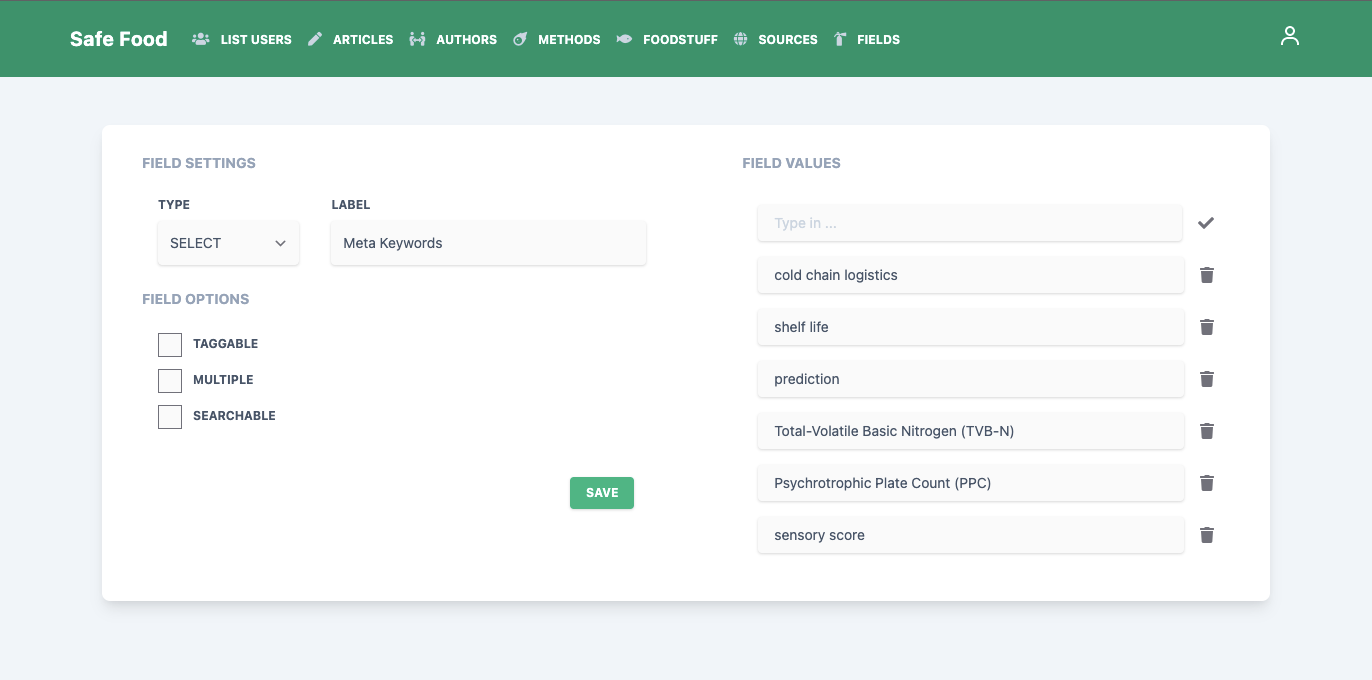 Safe Food LIST USERS ARTICLES AUTHORS METHODS FOODSTUFF SOURCES FIELDS
FIELD SETTINGS
TYPE LABEL
SELECT Meta Keywords
FIELD OPTIONS
TAGGABLE
MULTIPLE
SEARCHABLE
SAVE
FIELD VALUES
Type in ...
cold chain logistics
shelf life
prediction
Total-Volatile Basic Nitrogen (TVB-N)
Psychrotrophic Plate Count (PPC)
sensory score